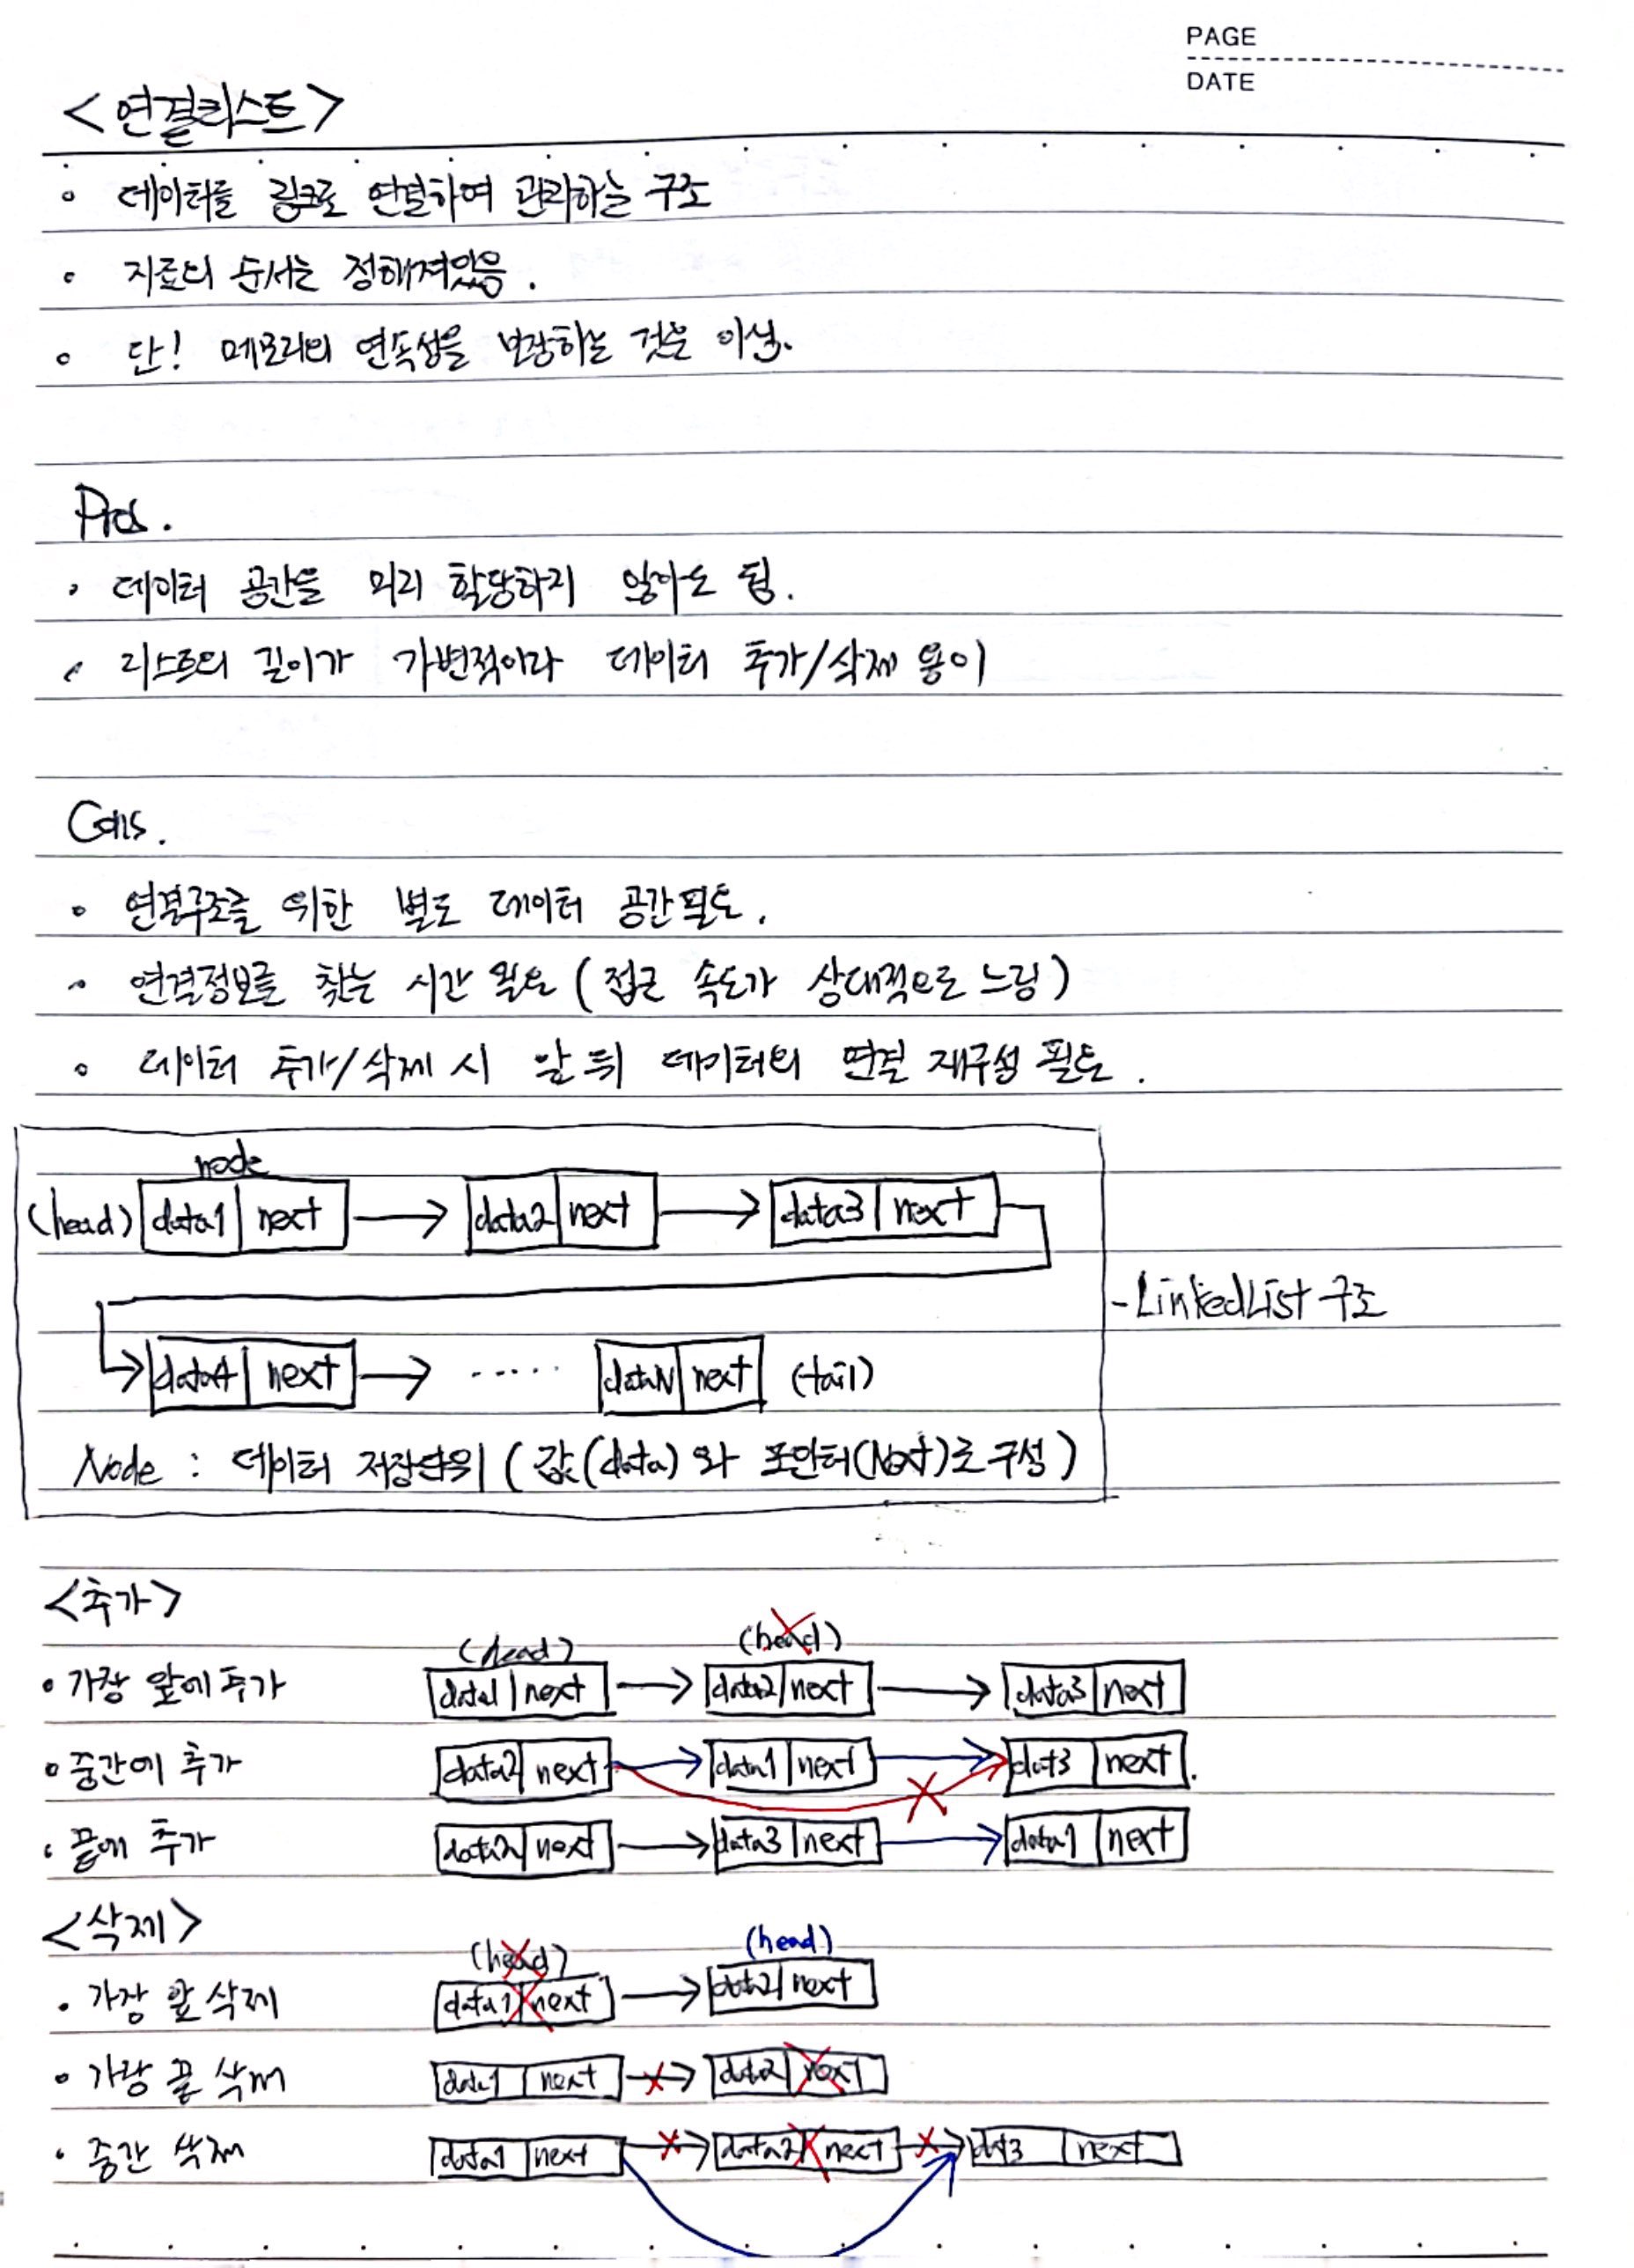 PAGE
DATE
<연결리스트>
◦ 데이터를 링크로 연결하여 관리하는 구조
◦ 자료의 순서는 정해져있음.
◦ 단! 메모리의 연속성을 보장하는 것은 아님.
Pros.
• 데이터 공간을 미리 할당하지 않아도 됨.
• 리스트의 길이가 가변적이라 데이터 추가/삭제 용이
Cons.
◦ 연결구조를 위한 별도 데이터 공간 필요.
◦ 연결정보를 찾는 시간 필요 (접근 속도가 상대적으로 느림)
◦ 데이터 추가/삭제 시 앞 뒤 데이터의 연결 재구성 필요.
node
(head) data1 next → data2 next → data3 next
- LinkedList 구조
data4 next → ····· dataN next (tail)
Node : 데이터 저장단위 (값(data)와 포인터(Next)로 구성)
<추가>
(head) (head)
• 가장 앞에 추가 data1 next → data2 next → data3 next
◦ 중간에 추가 data2 next → data1 next → dat3 next
• 끝에 추가 data2 next → data3 next → data1 next
<삭제>
(head) (head)
• 가장 앞 삭제 data1 next → data2 next
• 가장 끝 삭제 data1 next → data2 next
• 중간 삭제 data1 next → data2 next → dat3 next